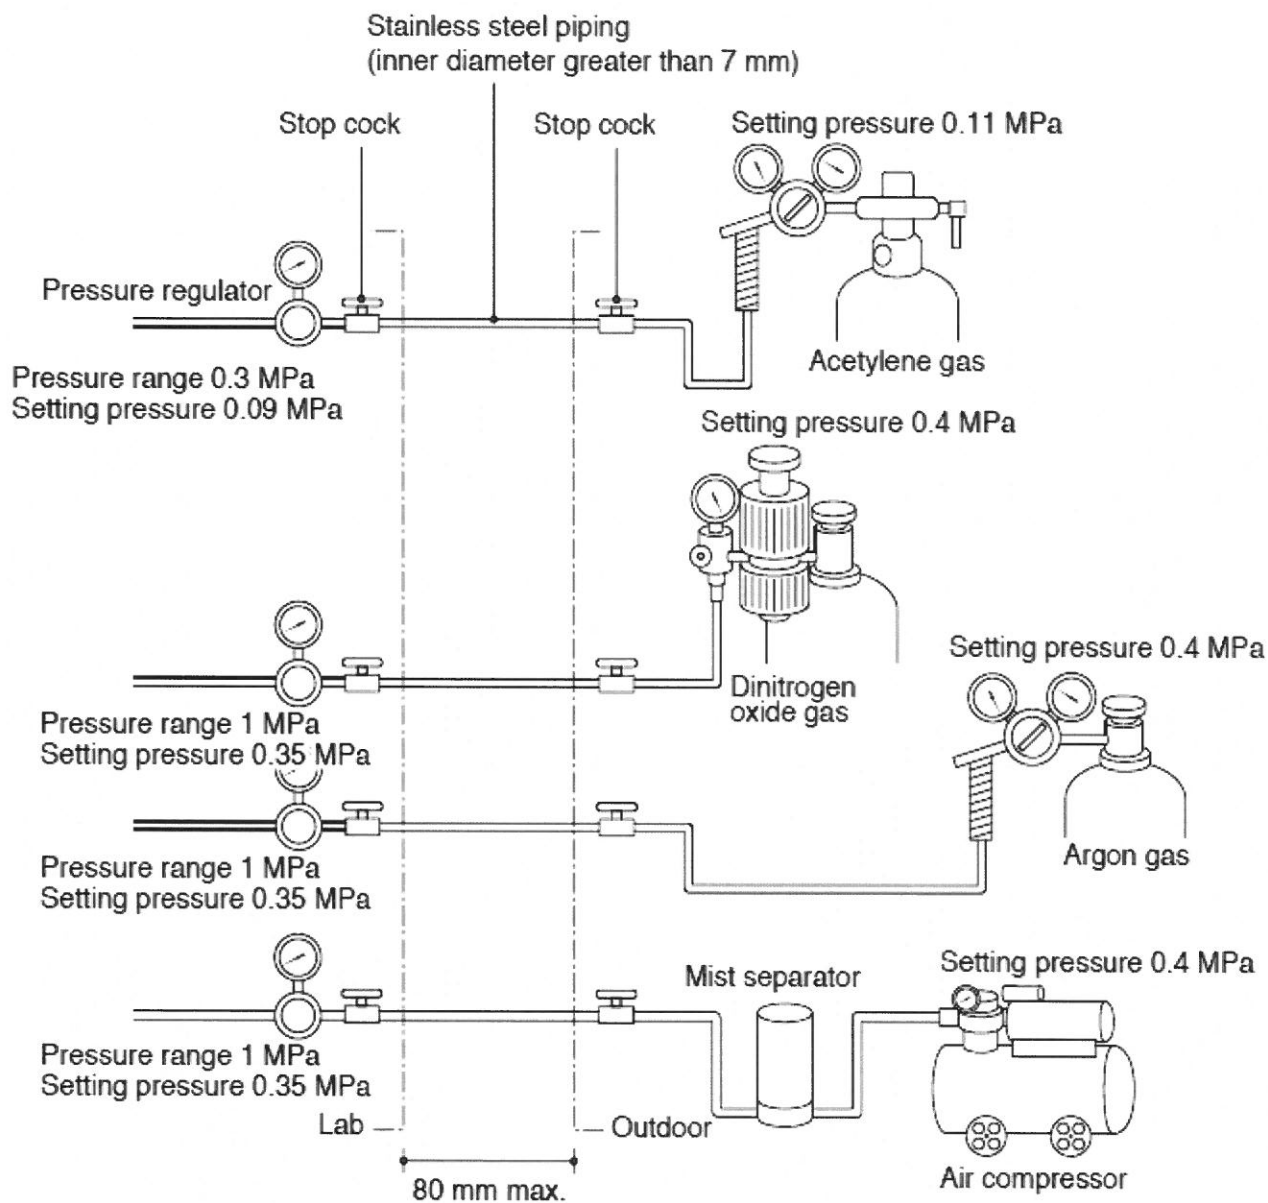 Stainless steel piping
(inner diameter greater than 7 mm)
Stop cock
Stop cock
Setting pressure 0.11 MPa
Pressure regulator
Acetylene gas
Pressure range 0.3 MPa
Setting pressure 0.09 MPa
Setting pressure 0.4 MPa
Setting pressure 0.4 MPa
Dinitrogen
oxide gas
Pressure range 1 MPa
Setting pressure 0.35 MPa
Argon gas
Pressure range 1 MPa
Setting pressure 0.35 MPa
Mist separator
Setting pressure 0.4 MPa
Pressure range 1 MPa
Setting pressure 0.35 MPa
Lab
Outdoor
Air compressor
80 mm max.